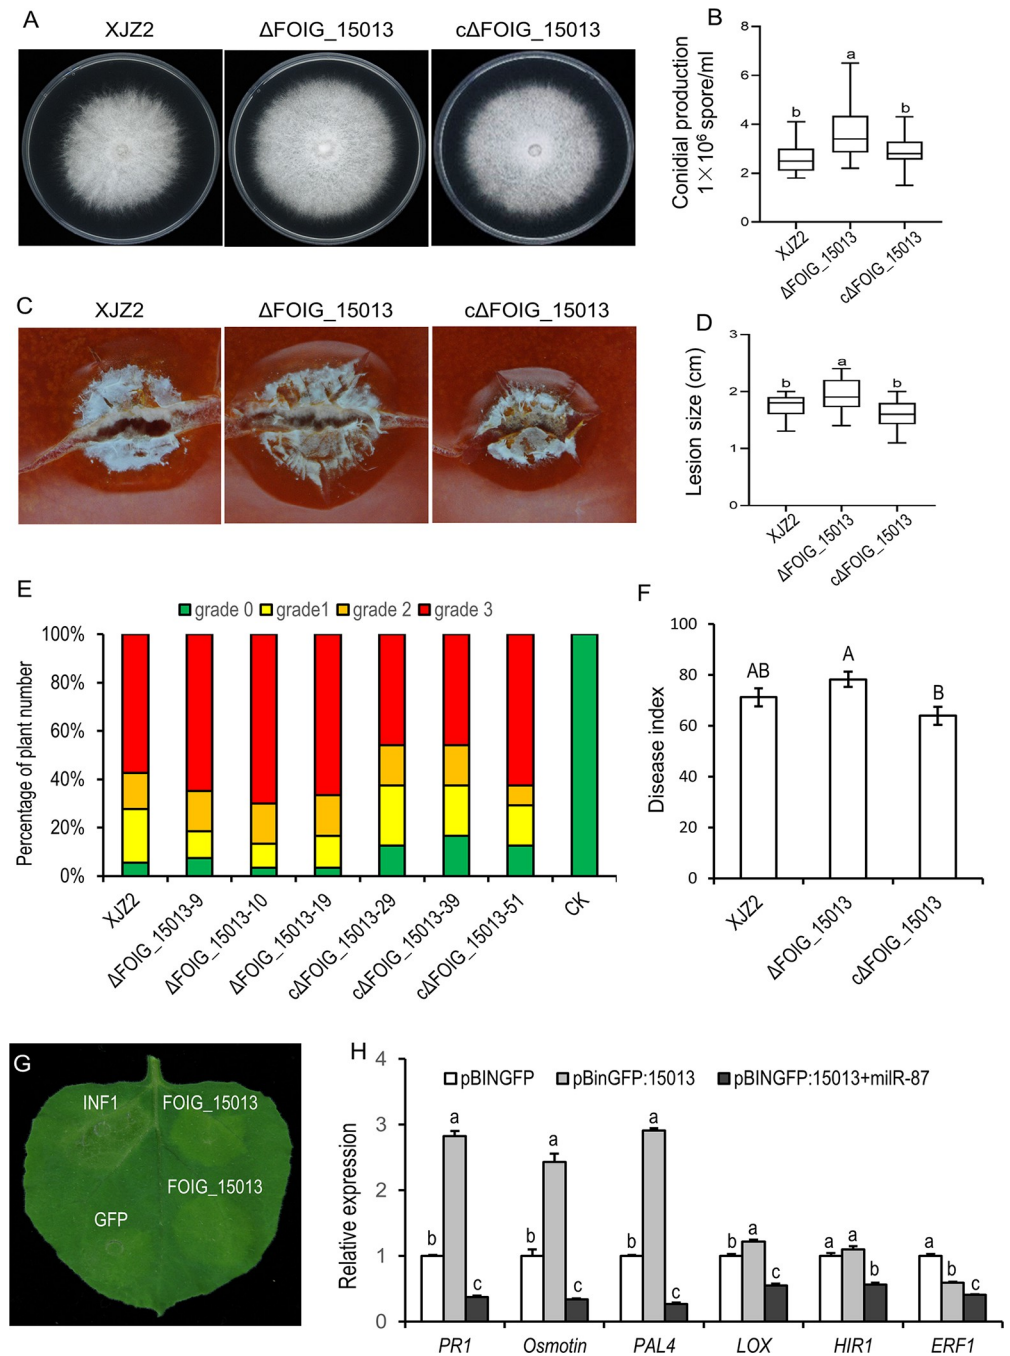 A
XJZ2
ΔFOIG_15013
cΔFOIG_15013
B
Conidial production
1×10⁶ spore/ml
8
6
4
2
0
b
a
b
XJZ2
ΔFOIG_15013
cΔFOIG_15013
C
XJZ2
ΔFOIG_15013
cΔFOIG_15013
D
Lesion size (cm)
3
2
1
0
b
a
b
XJZ2
ΔFOIG_15013
cΔFOIG_15013
E
grade 0 grade1 grade 2 grade 3
Percentage of plant number
100%
80%
60%
40%
20%
0%
XJZ2
ΔFOIG_15013-9
ΔFOIG_15013-10
ΔFOIG_15013-19
cΔFOIG_15013-29
cΔFOIG_15013-39
cΔFOIG_15013-51
CK
F
Disease index
100
80
60
40
20
0
AB
A
B
XJZ2
ΔFOIG_15013
cΔFOIG_15013
G
INF1
FOIG_15013
FOIG_15013
GFP
H
pBINGFP pBinGFP:15013 pBINGFP:15013+milR-87
Relative expression
4
3
2
1
0
b a c
b a c
b a c
b a c
a a b
a b c
PR1 Osmotin PAL4 LOX HIR1 ERF1